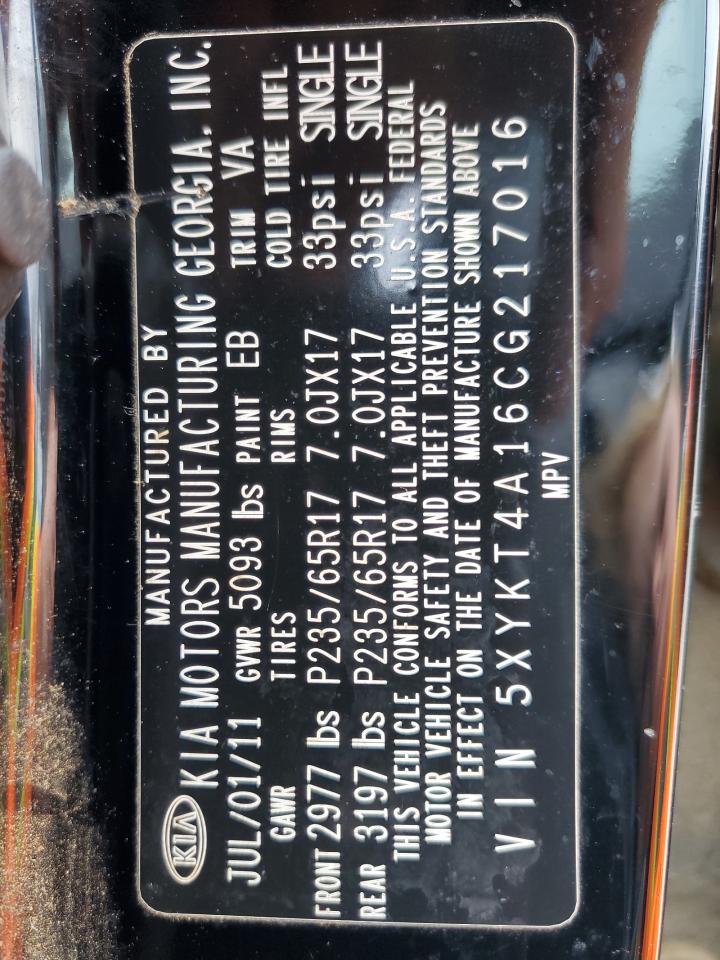 MANUFACTURED BY
KIA KIA MOTORS MANUFACTURING GEORGIA. INC.
JUL/01/11 GVWR 5093 lbs PAINT EB TRIM VA
GAWR TIRES RIMS COLD TIRE INFL
FRONT 2977 lbs P235/65R17 7.0JX17 33psi SINGLE
REAR 3197 lbs P235/65R17 7.0JX17 33psi SINGLE
THIS VEHICLE CONFORMS TO ALL APPLICABLE U.S.A. FEDERAL
MOTOR VEHICLE SAFETY AND THEFT PREVENTION STANDARDS
IN EFFECT ON THE DATE OF MANUFACTURE SHOWN ABOVE
VIN 5XYKT4A16CG217016
MPV